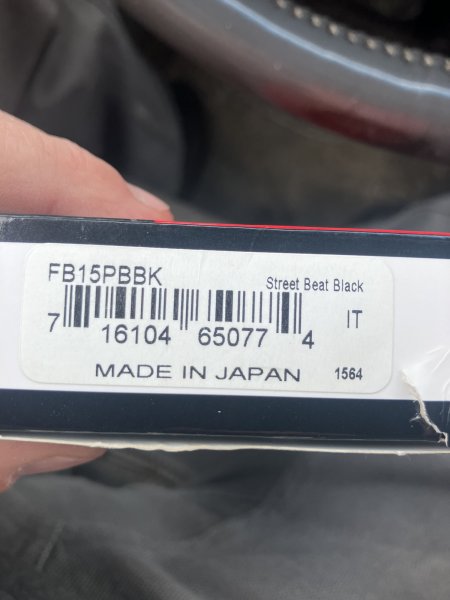 FB15PBBK
Street Beat Black
IT
7 16104 65077 4
MADE IN JAPAN
1564